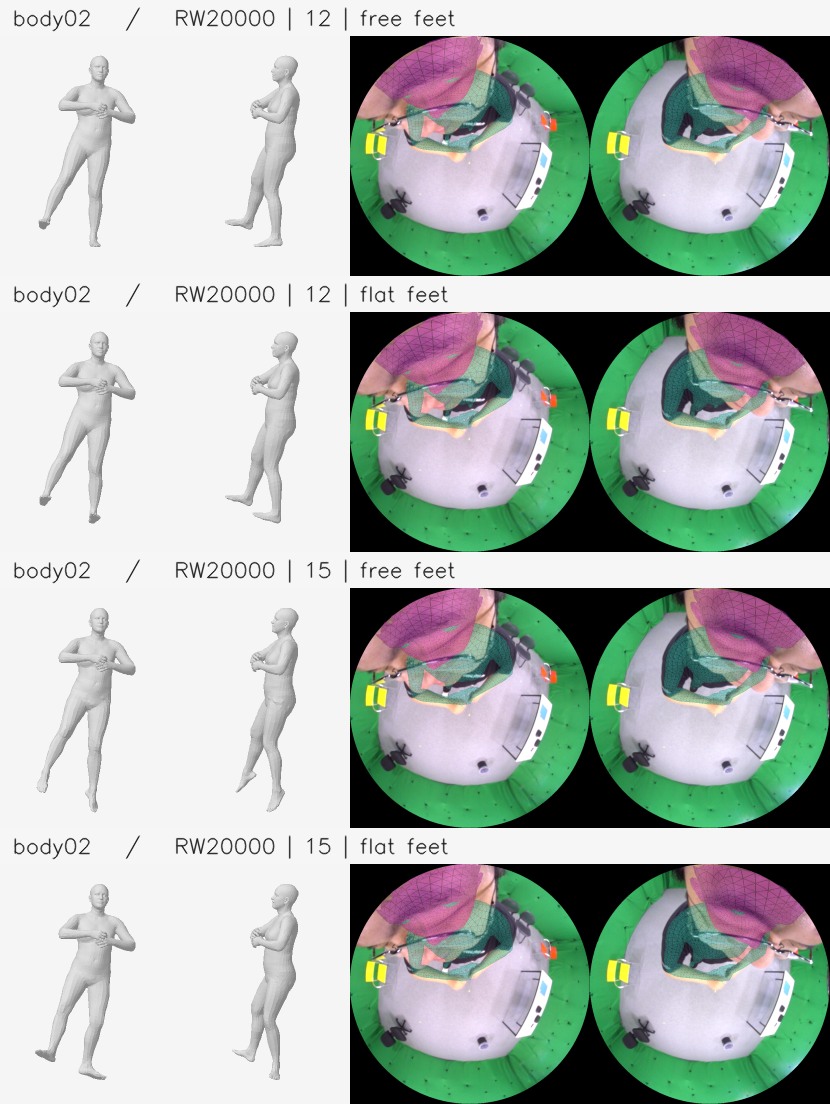 body02 / RW20000 | 12 | free feet
body02 / RW20000 | 12 | flat feet
body02 / RW20000 | 15 | free feet
body02 / RW20000 | 15 | flat feet